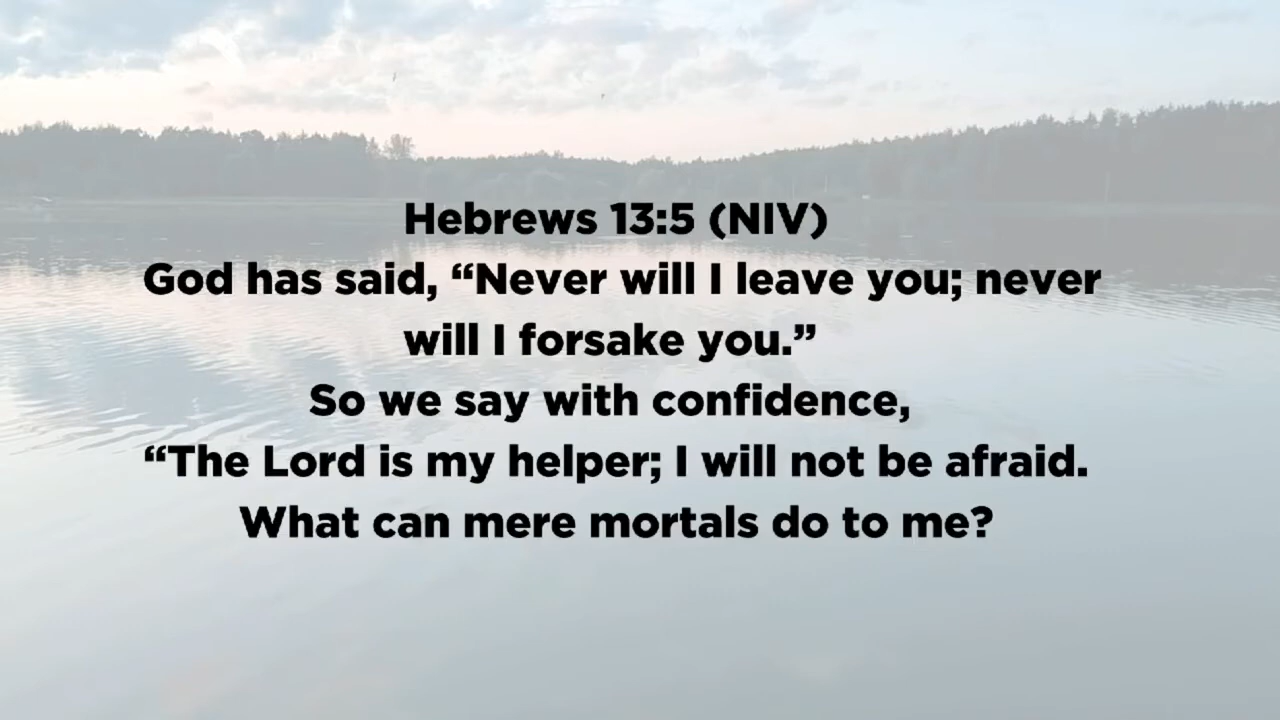 Hebrews 13:5 (NIV)
God has said, “Never will I leave you; never
will I forsake you.”
So we say with confidence,
“The Lord is my helper; I will not be afraid.
What can mere mortals do to me?